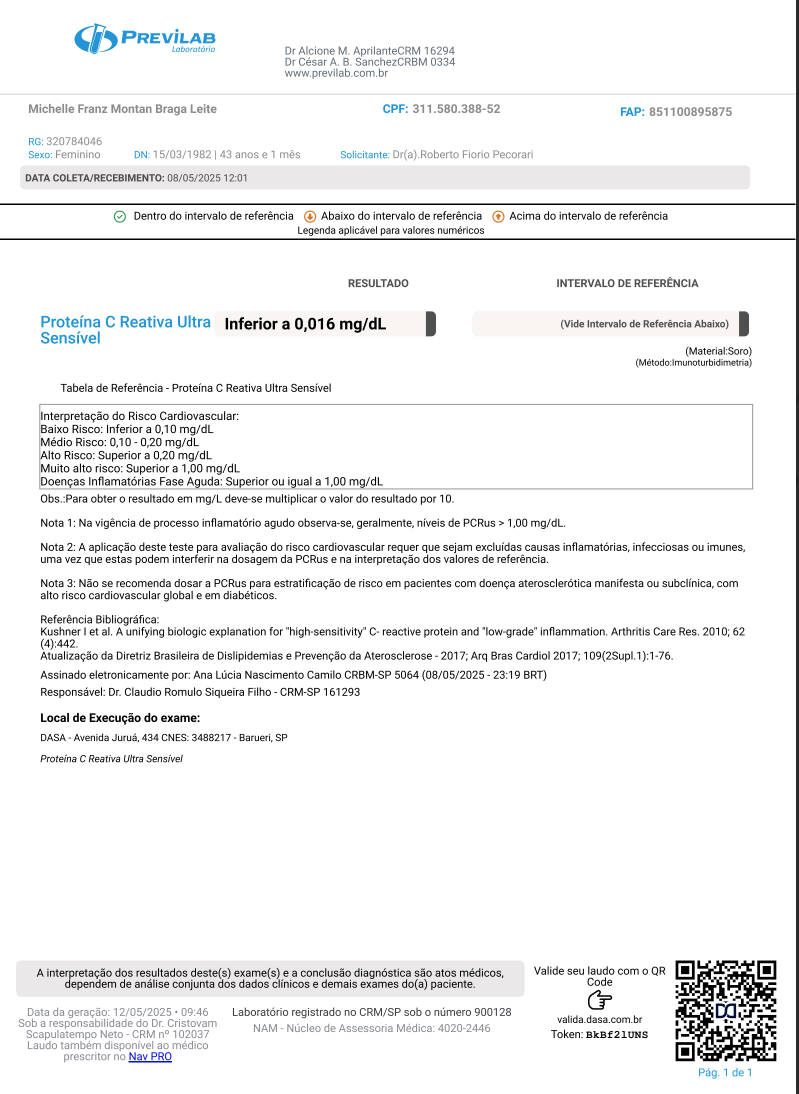 PREVILAB
Laboratório
Dr Alcione M. AprilanteCRM 16294
Dr César A. B. SanchezCRBM 0334
www.previlab.com.br
Michelle Franz Montan Braga Leite CPF: 311.580.388-52 FAP: 851100895875
RG: 320784046
Sexo: Feminino DN: 15/03/1982 | 43 anos e 1 mês Solicitante: Dr(a).Roberto Fiorio Pecorari
DATA COLETA/RECEBIMENTO: 08/05/2025 12:01
Dentro do intervalo de referência Abaixo do intervalo de referência Acima do intervalo de referência
Legenda aplicável para valores numéricos
RESULTADO INTERVALO DE REFERÊNCIA
Proteína C Reativa Ultra Sensível Inferior a 0,016 mg/dL (Vide Intervalo de Referência Abaixo)
(Material:Soro)
(Método:Imunoturbidimetria)
Tabela de Referência - Proteína C Reativa Ultra Sensível
Interpretação do Risco Cardiovascular:
Baixo Risco: Inferior a 0,10 mg/dL
Médio Risco: 0,10 - 0,20 mg/dL
Alto Risco: Superior a 0,20 mg/dL
Muito alto risco: Superior a 1,00 mg/dL
Doenças Inflamatórias Fase Aguda: Superior ou igual a 1,00 mg/dL
Obs.:Para obter o resultado em mg/L deve-se multiplicar o valor do resultado por 10.
Nota 1: Na vigência de processo inflamatório agudo observa-se, geralmente, níveis de PCRus > 1,00 mg/dL.
Nota 2: A aplicação deste teste para avaliação do risco cardiovascular requer que sejam excluídas causas inflamatórias, infecciosas ou imunes,
uma vez que estas podem interferir na dosagem da PCRus e na interpretação dos valores de referência.
Nota 3: Não se recomenda dosar a PCRus para estratificação de risco em pacientes com doença aterosclerótica manifesta ou subclínica, com
alto risco cardiovascular global e em diabéticos.
Referência Bibliográfica:
Kushner I et al. A unifying biologic explanation for "high-sensitivity" C- reactive protein and "low-grade" inflammation. Arthritis Care Res. 2010; 62
(4):442.
Atualização da Diretriz Brasileira de Dislipidemias e Prevenção da Aterosclerose - 2017; Arq Bras Cardiol 2017; 109(2Supl.1):1-76.
Assinado eletronicamente por: Ana Lúcia Nascimento Camilo CRBM-SP 5064 (08/05/2025 - 23:19 BRT)
Responsável: Dr. Claudio Romulo Siqueira Filho - CRM-SP 161293
Local de Execução do exame:
DASA - Avenida Juruá, 434 CNES: 3488217 - Barueri, SP
Proteína C Reativa Ultra Sensível
A interpretação dos resultados deste(s) exame(s) e a conclusão diagnóstica são atos médicos,
dependem de análise conjunta dos dados clínicos e demais exames do(a) paciente.
Data da geração: 12/05/2025 • 09:46
Sob a responsabilidade do Dr. Cristovam
Scapulatempo Neto - CRM nº 102037
Laudo também disponível ao médico
prescritor no Nav PRO
Laboratório registrado no CRM/SP sob o número 900128
NAM - Núcleo de Assessoria Médica: 4020-2446
Valide seu laudo com o QR
Code
valida.dasa.com.br
Token: BkBf2lUNS
Pág. 1 de 1